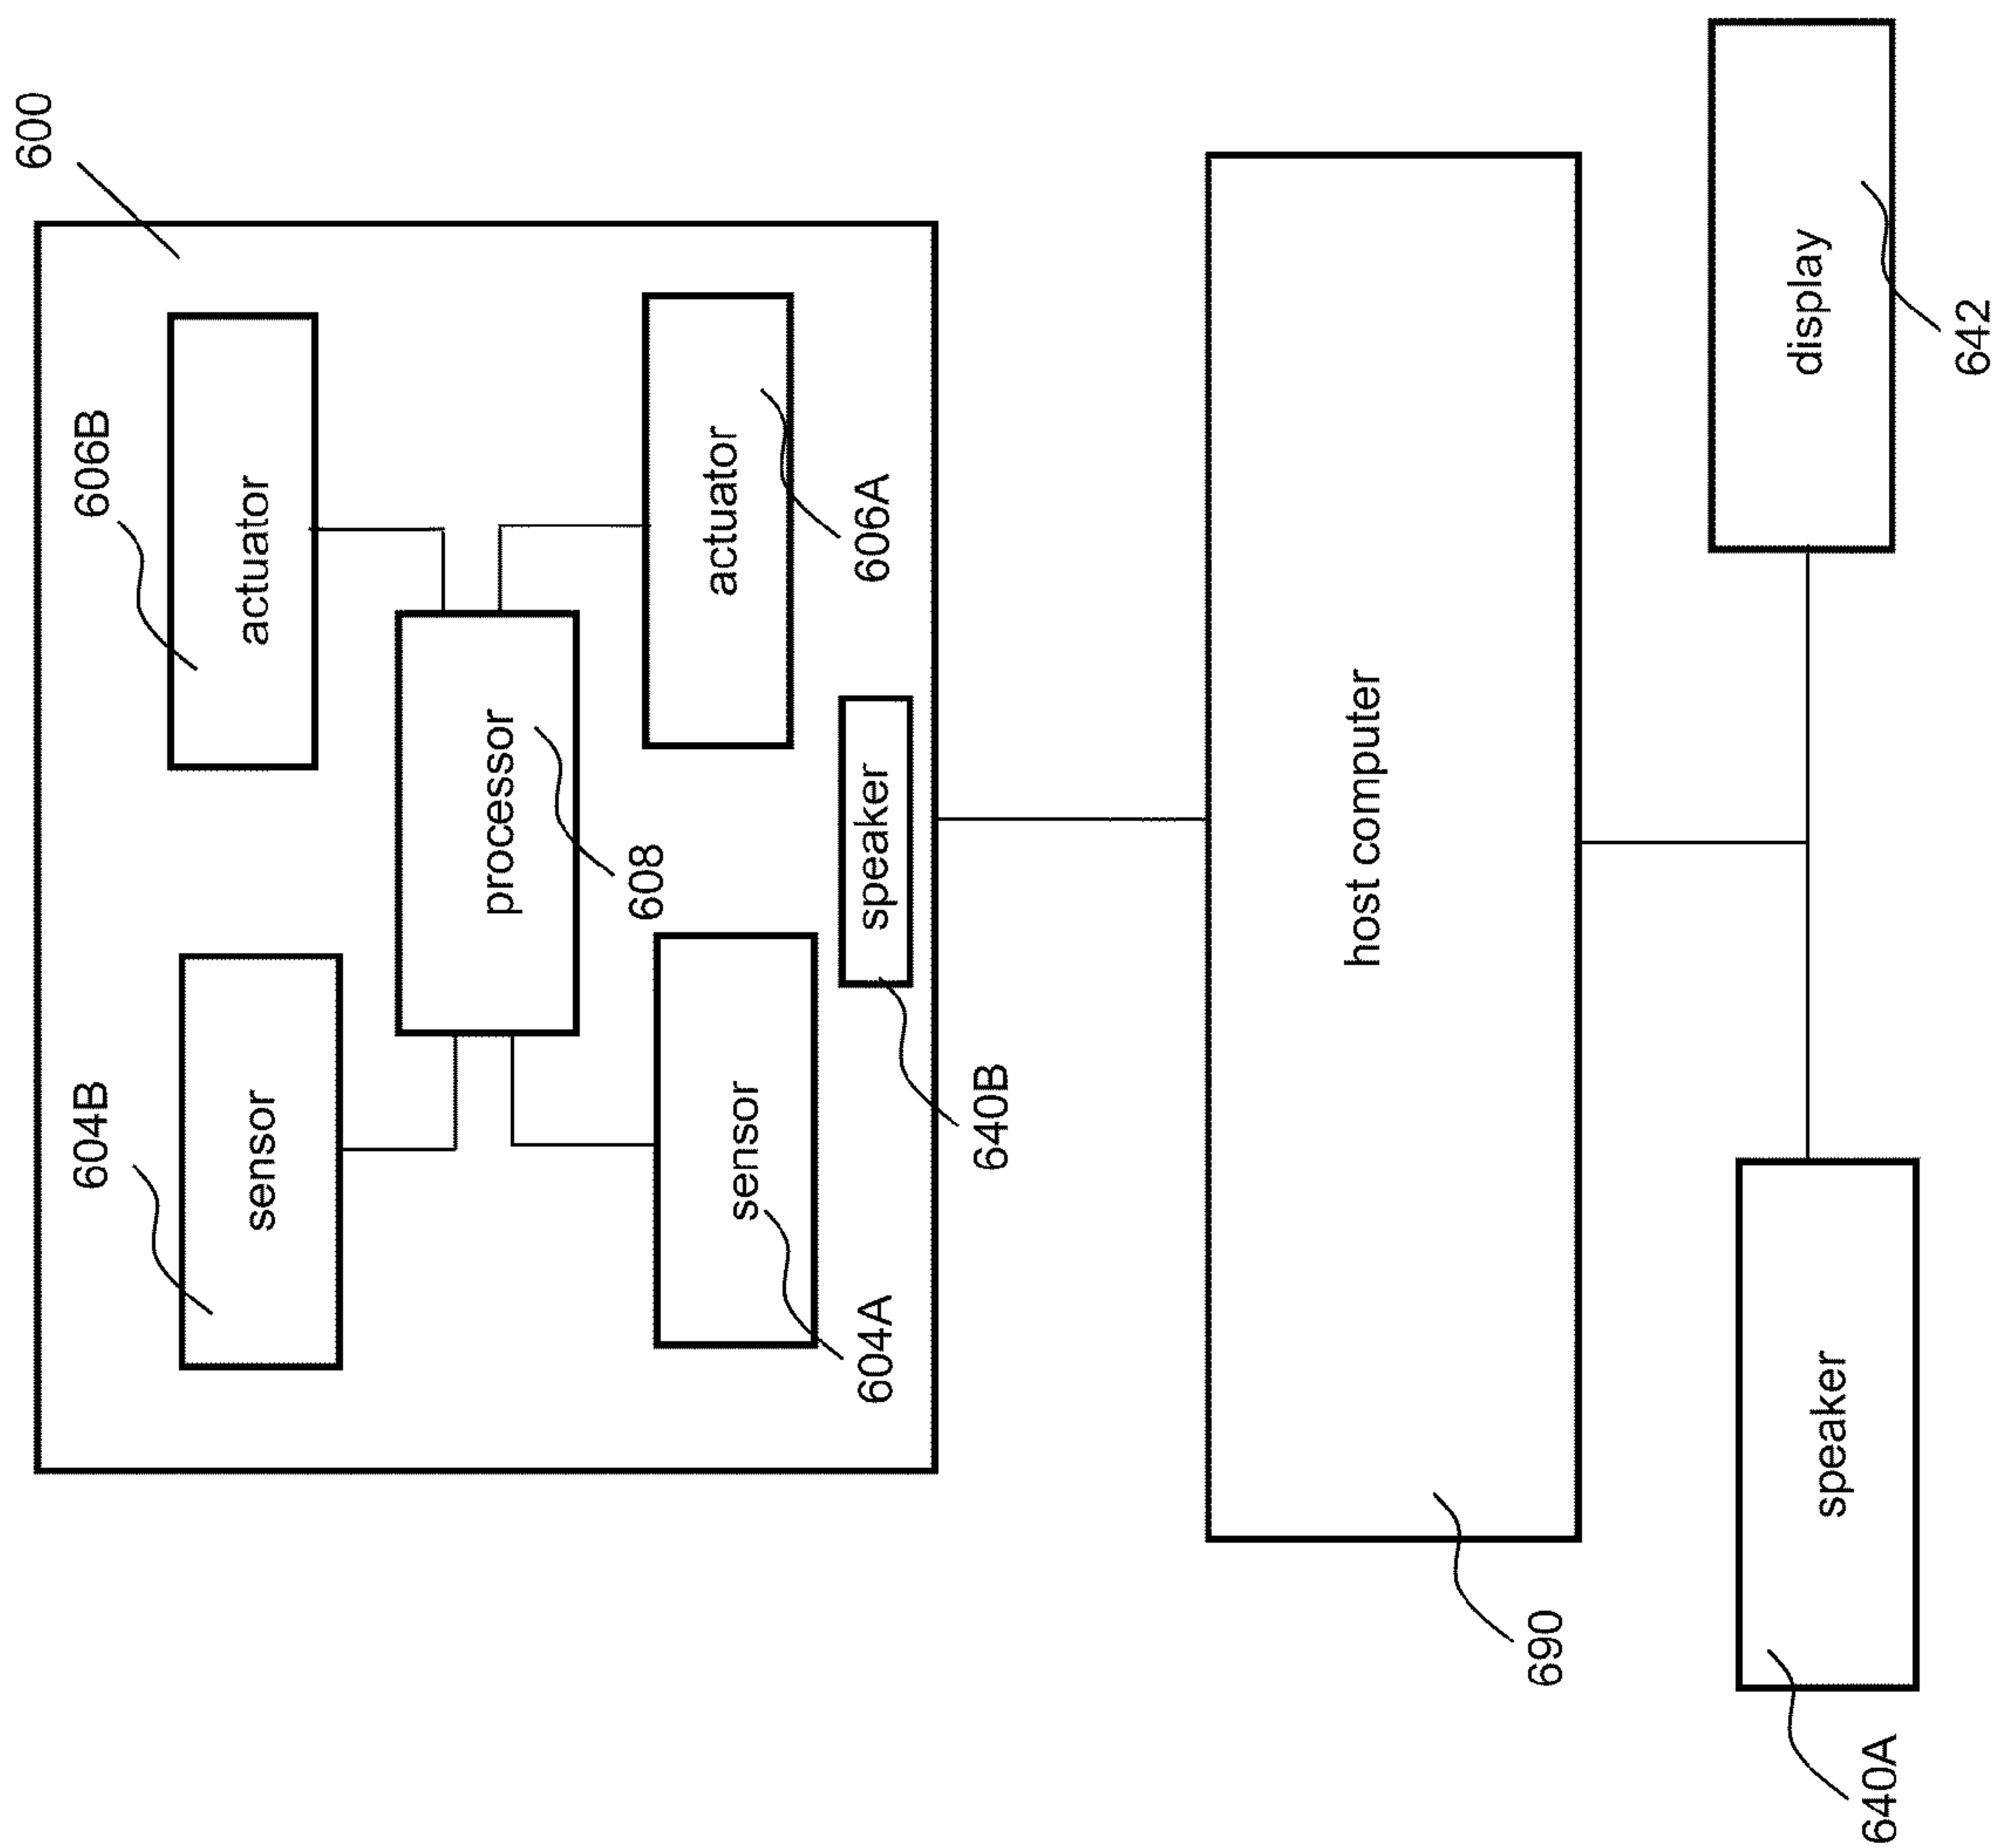 600
604B
606B
sensor
actuator
processor
608
sensor
actuator
604A
speaker
606A
640B
host computer
690
speaker
display
640A
642